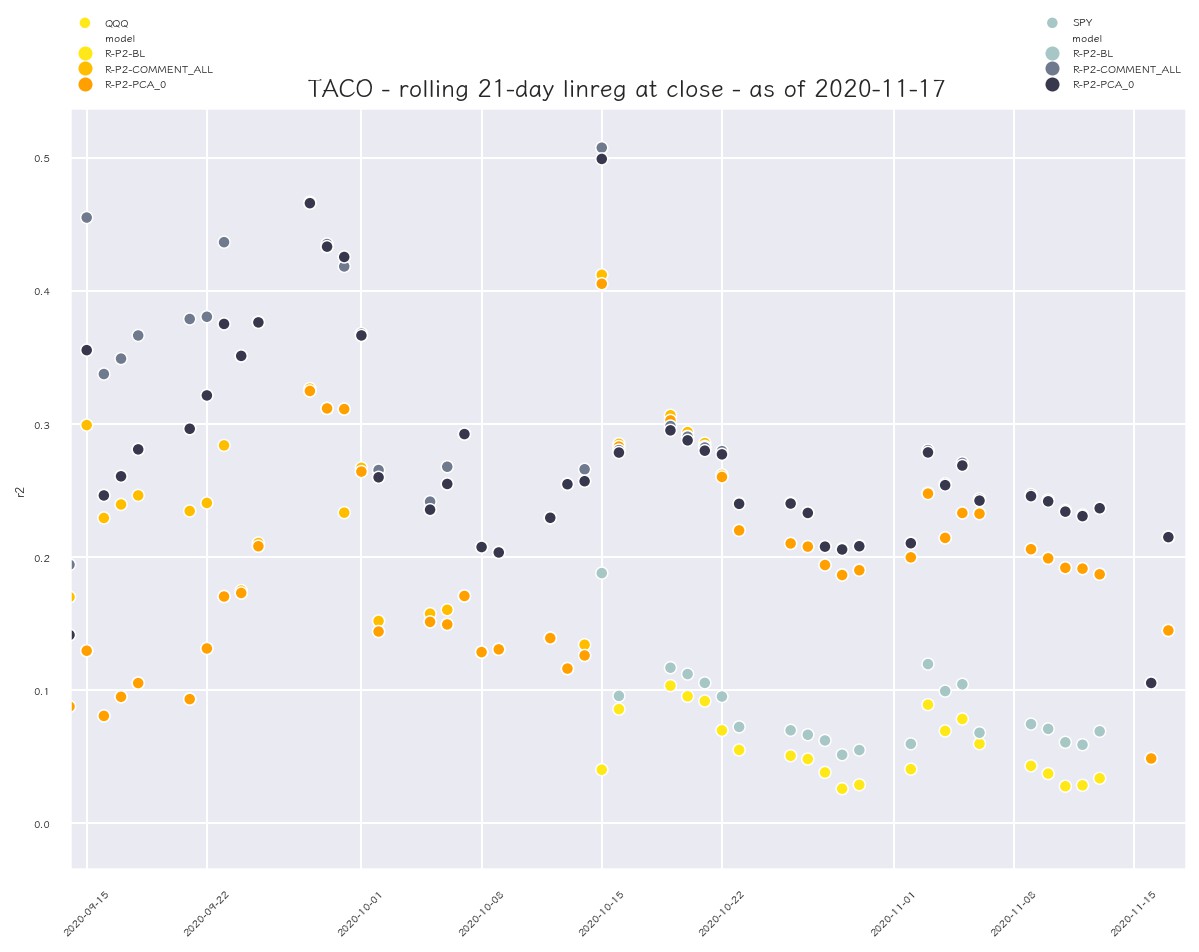 QQQ
model
R-P2-BL
R-P2-COMMENT_ALL
R-P2-PCA_0
SPY
model
R-P2-BL
R-P2-COMMENT_ALL
R-P2-PCA_0
TACO - rolling 21-day linreg at close - as of 2020-11-17
0.5
0.4
0.3
0.2
0.1
0.0
r2
2020-09-15
2020-09-22
2020-10-01
2020-10-08
2020-10-15
2020-10-22
2020-11-01
2020-11-08
2020-11-15